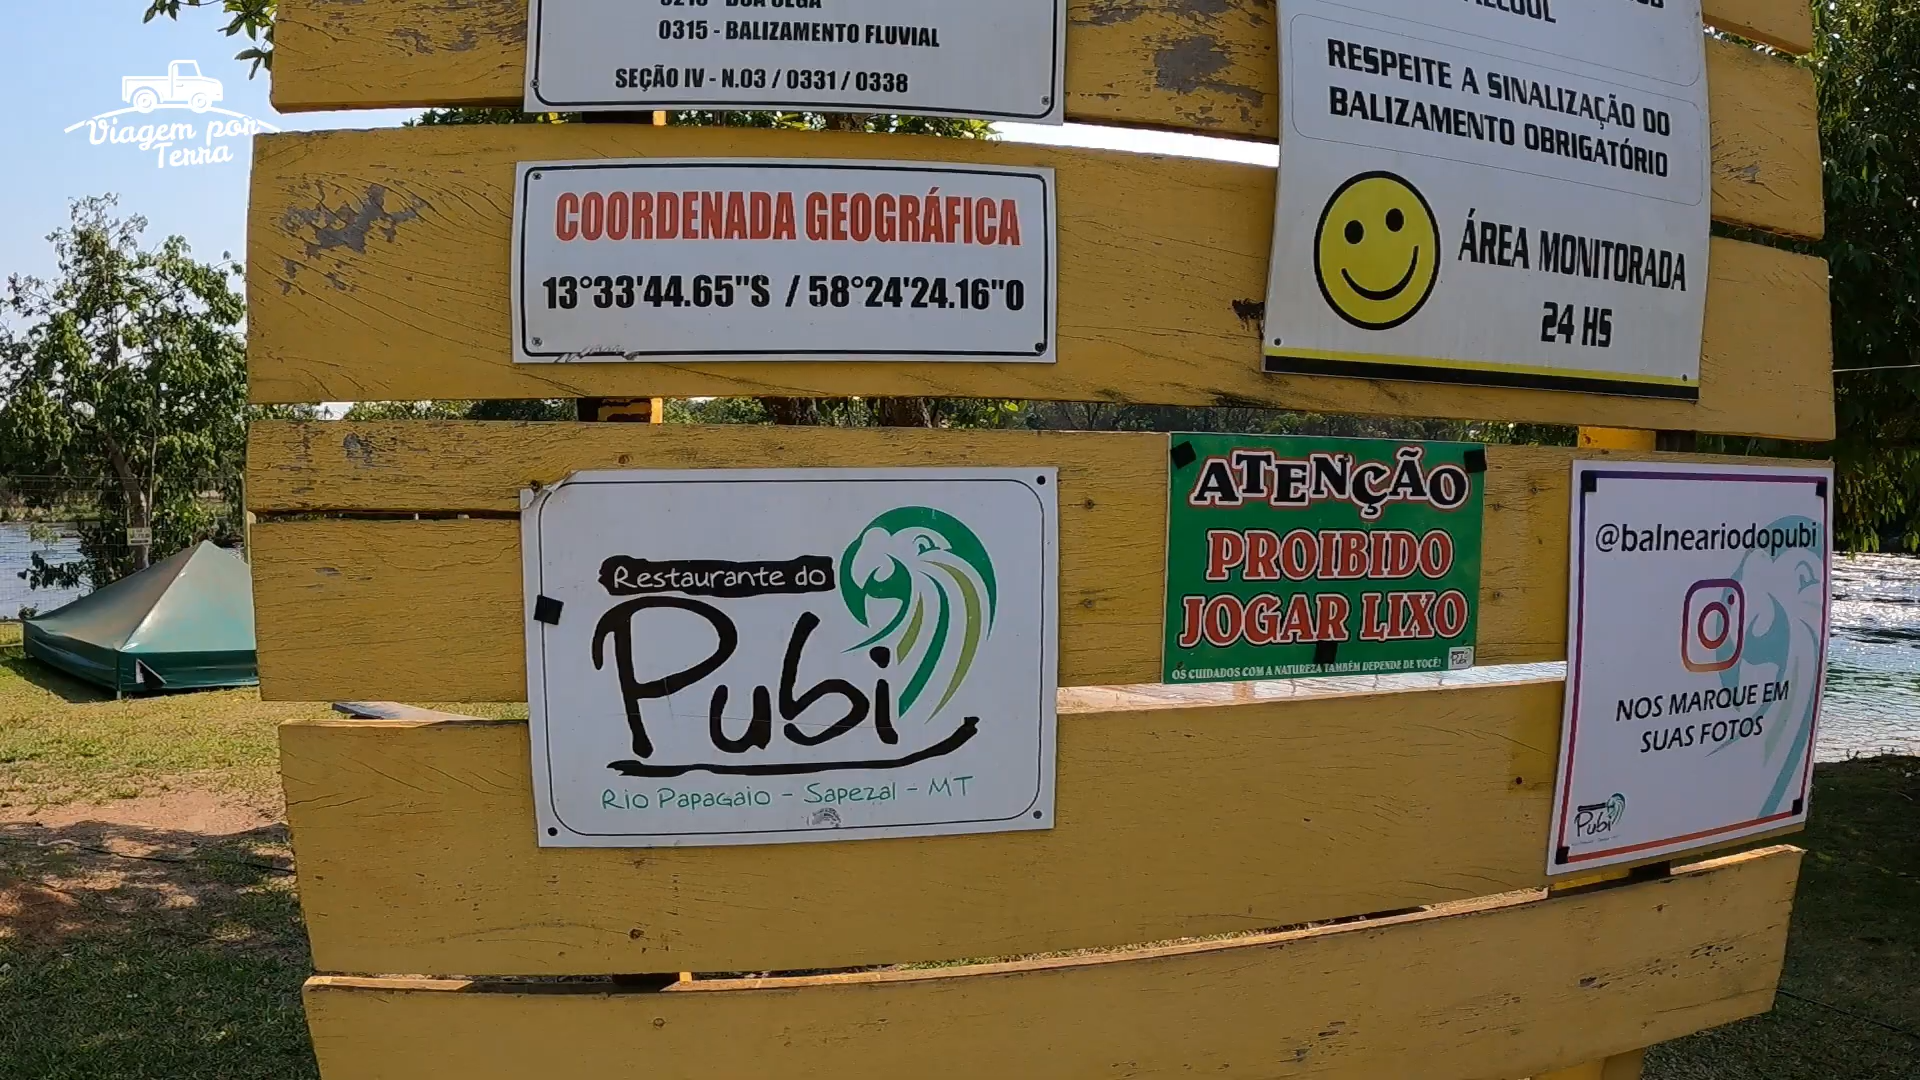 Viagem por
Terra
0315 - BALIZAMENTO FLUVIAL
SEÇÃO IV - N.03 / 0331 / 0338
ÁLCOOL
RESPEITE A SINALIZAÇÃO DO
BALIZAMENTO OBRIGATÓRIO
ÁREA MONITORADA
24 HS
COORDENADA GEOGRÁFICA
13°33'44.65"S / 58°24'24.16"O
Restaurante do
Pubi
Rio Papagaio - Sapezal - MT
ATENÇÃO
PROIBIDO
JOGAR LIXO
OS CUIDADOS COM A NATUREZA TAMBÉM DEPENDE DE VOCÊ!
Pubi
@balneariodopubi
NOS MARQUE EM
SUAS FOTOS
Pubi